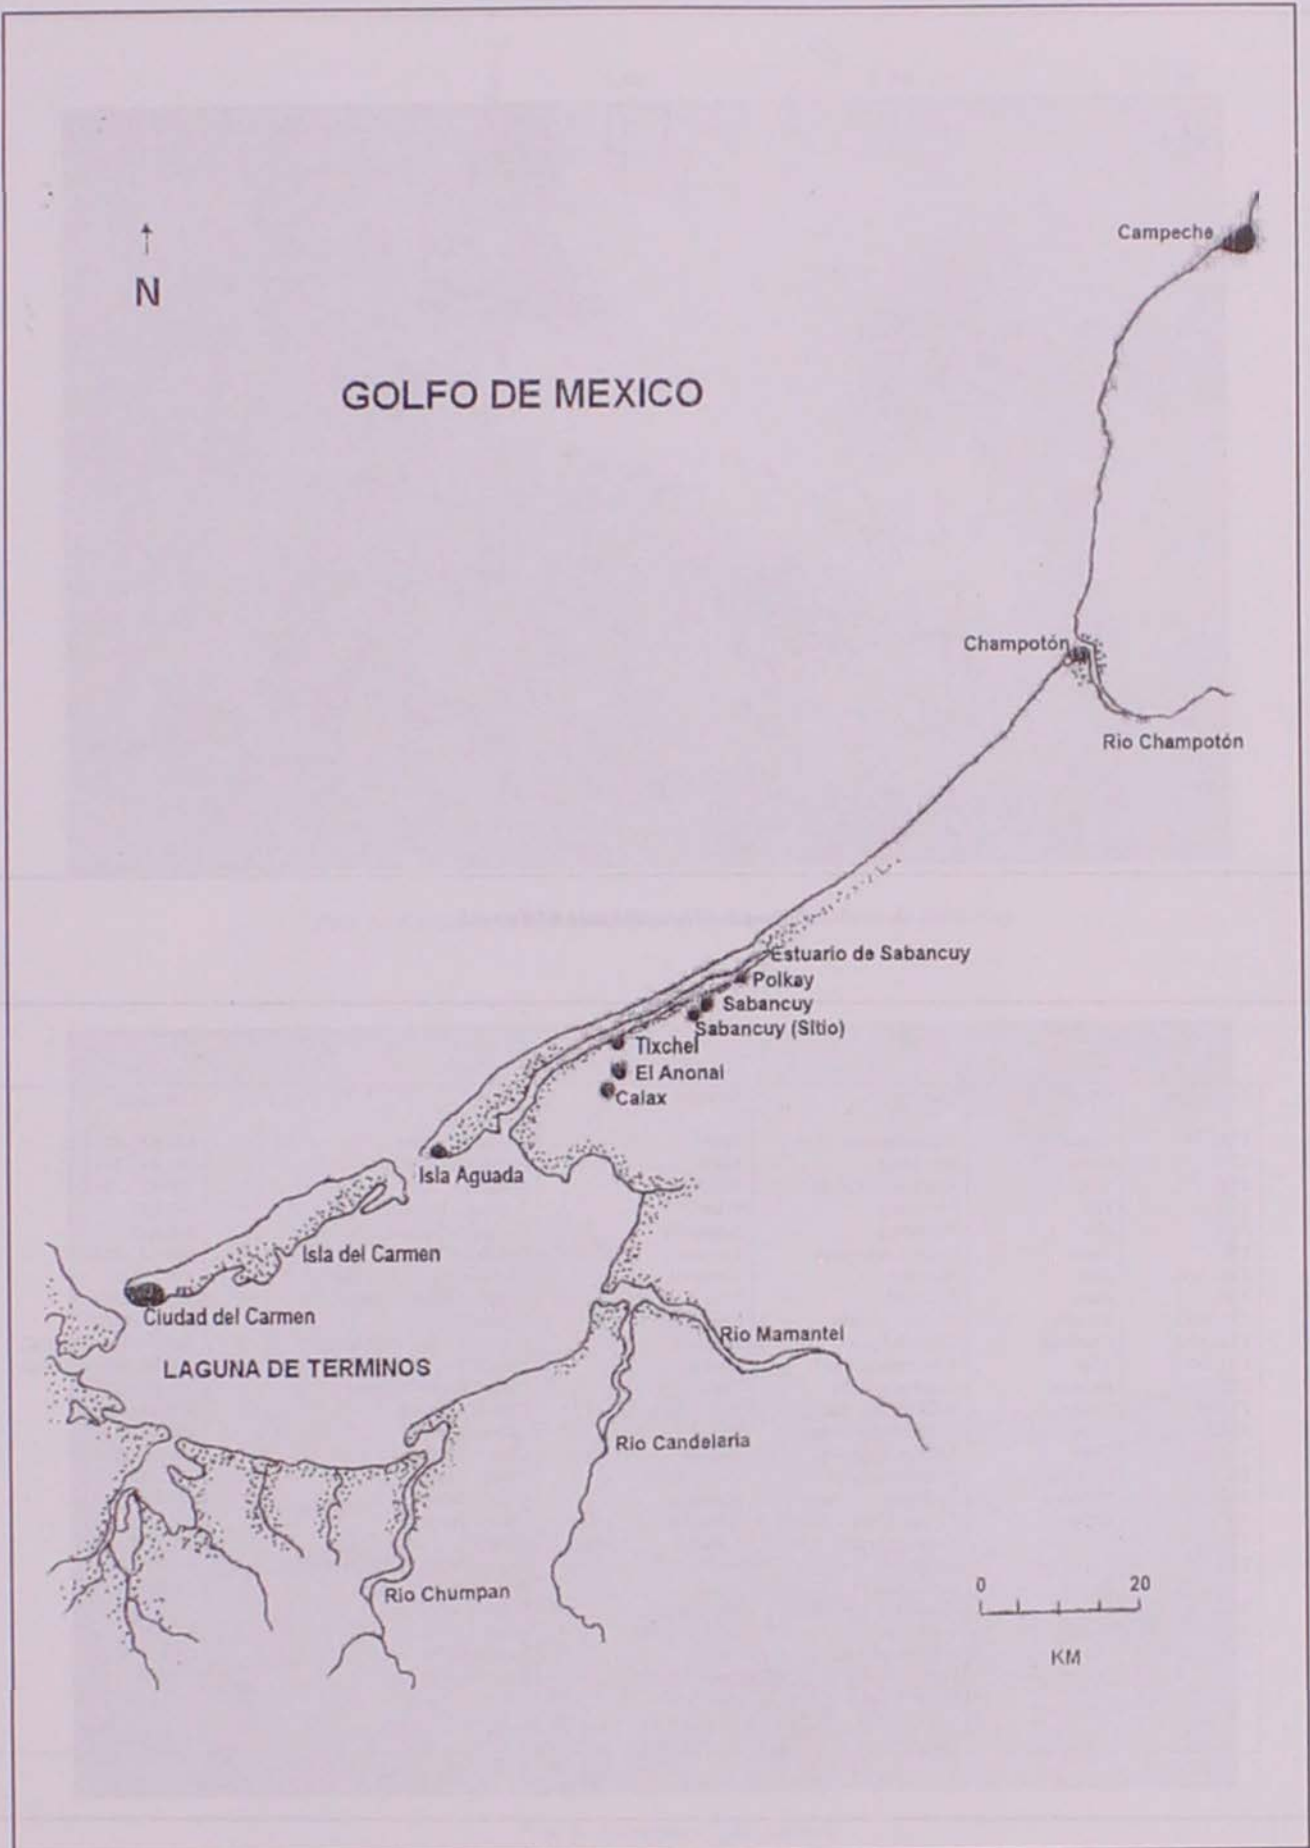 Campeche
N
GOLFO DE MEXICO
Champotón
Rio Champotón
Estuario de Sabancuy
Polkay
Sabancuy
Sabancuy (Sitio)
Tixchel
El Anonal
Calax
Isla Aguada
Isla del Carmen
Ciudad del Carmen
Rio Mamantel
LAGUNA DE TERMINOS
Rio Candelaria
Rio Chumpan
0 20
KM